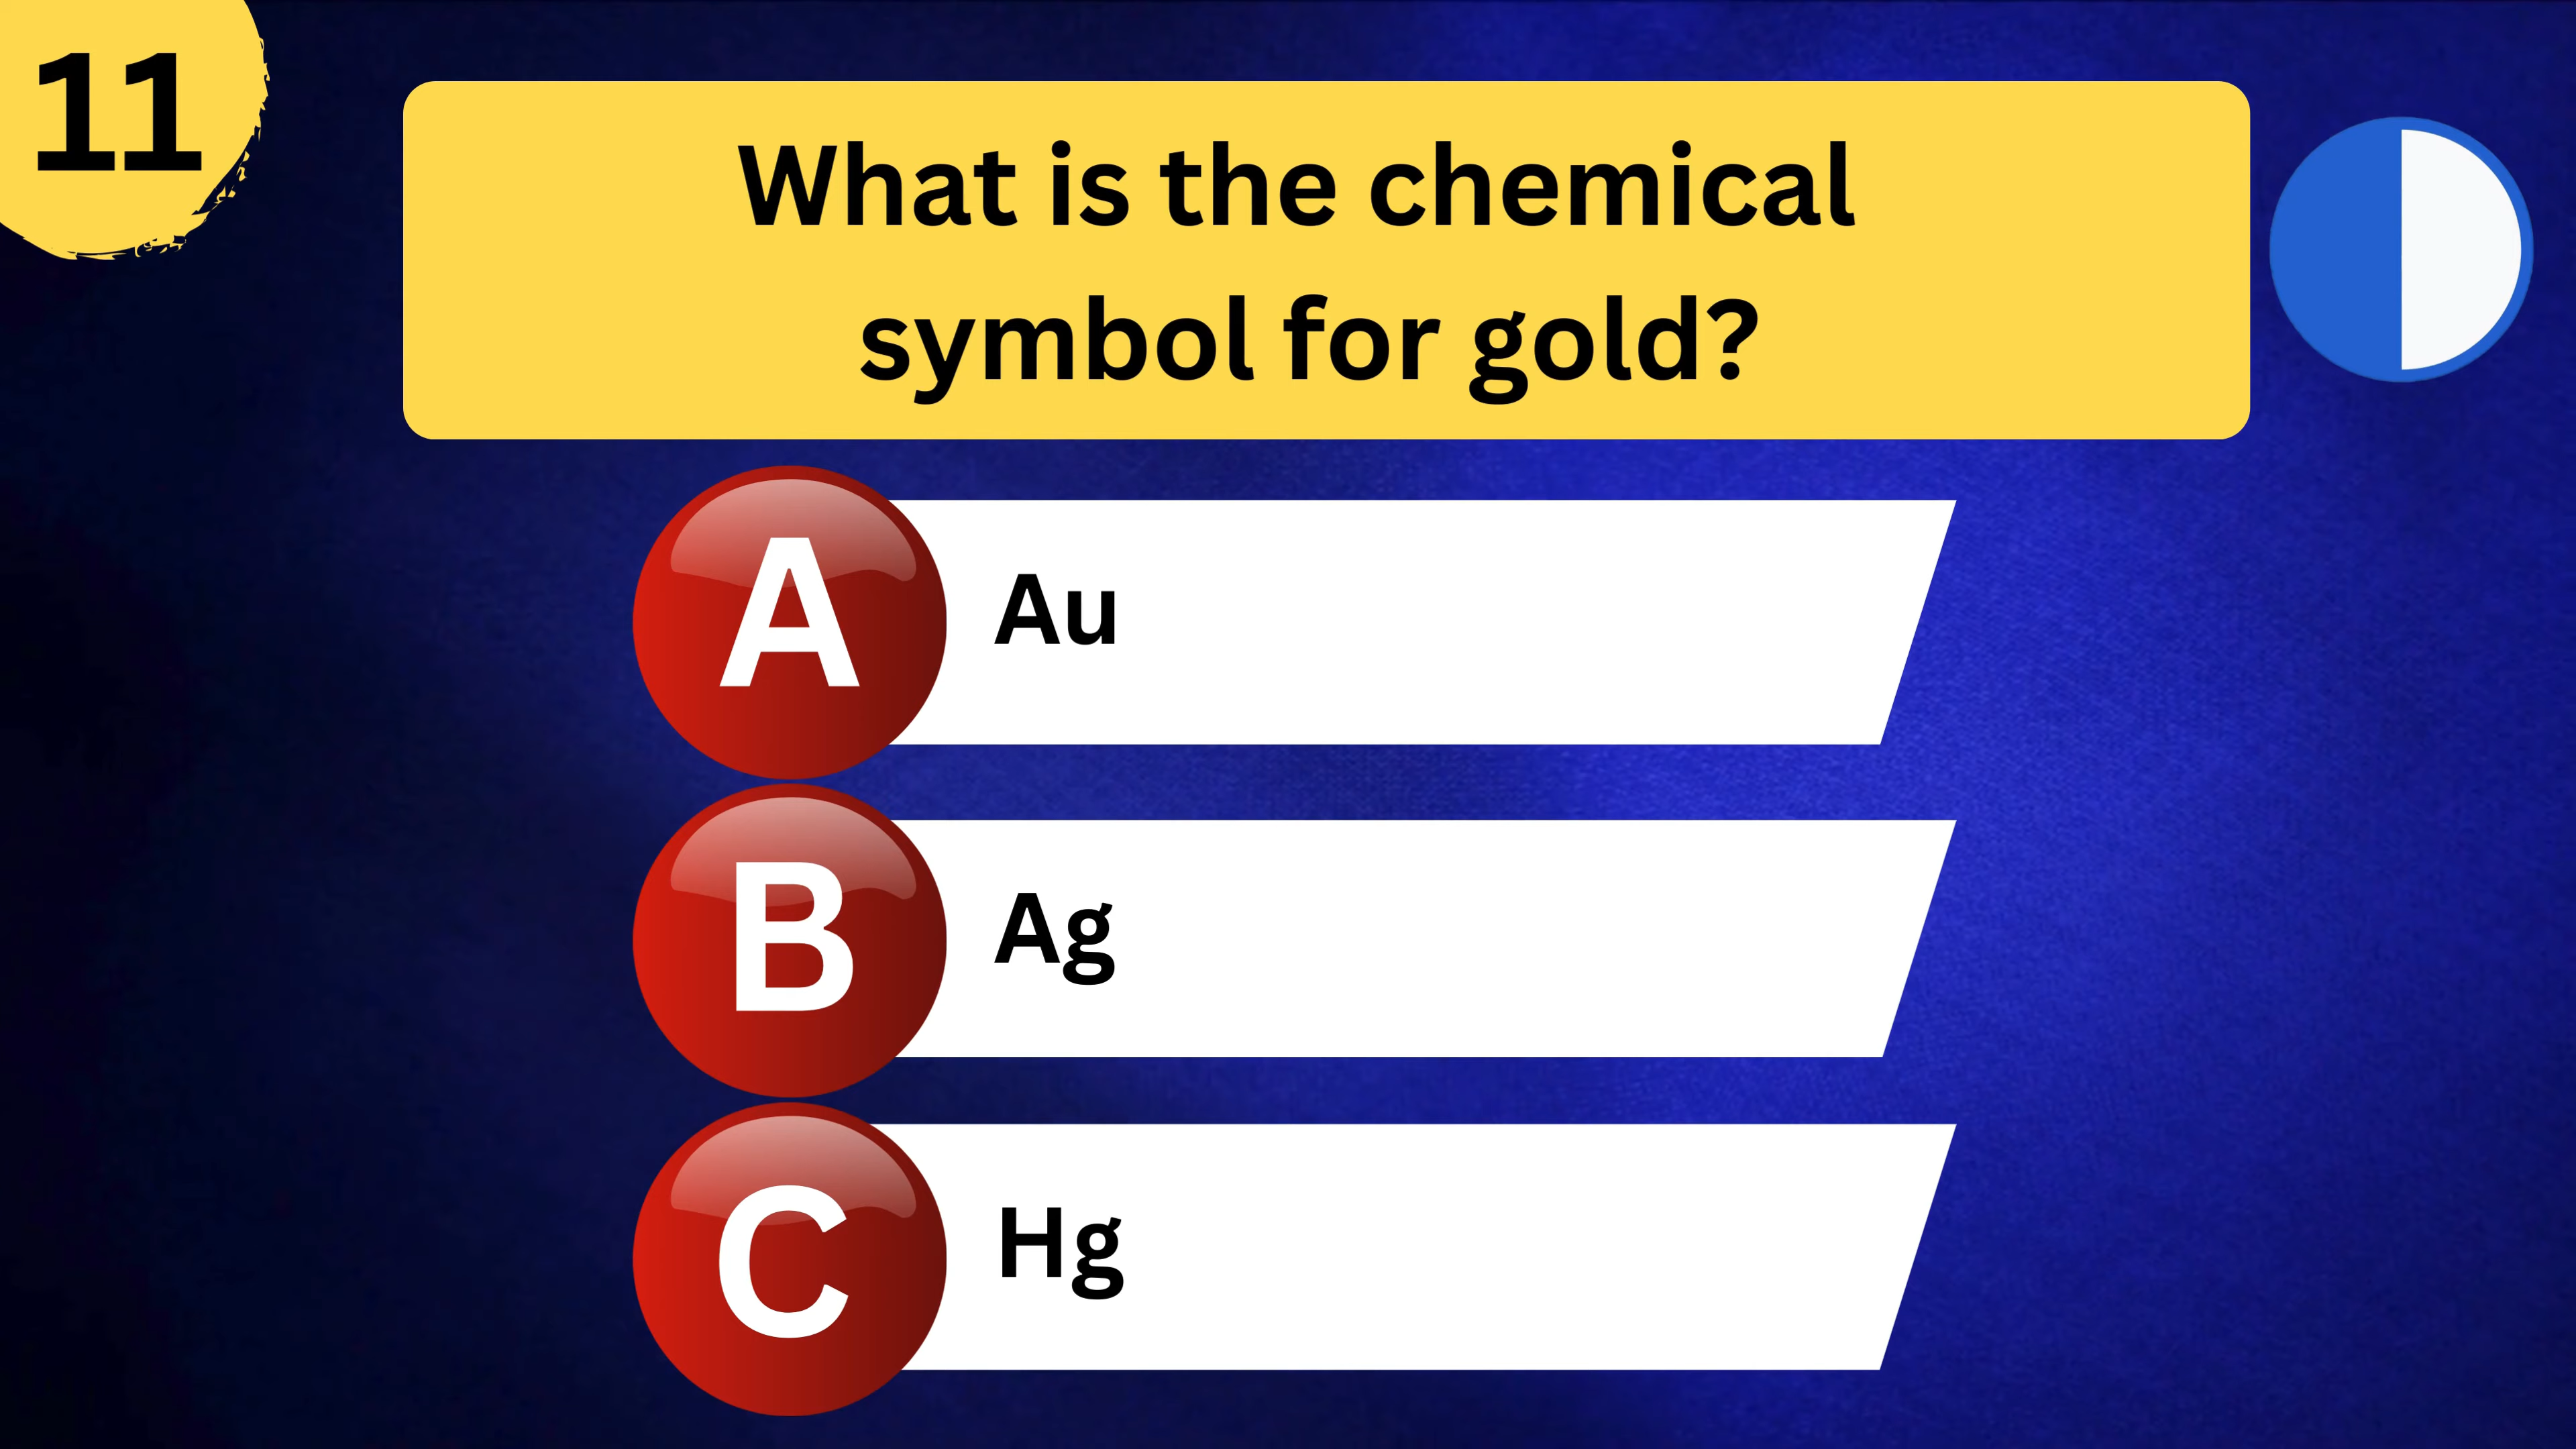 11
What is the chemical
symbol for gold?
A
Au
B
Ag
C
Hg